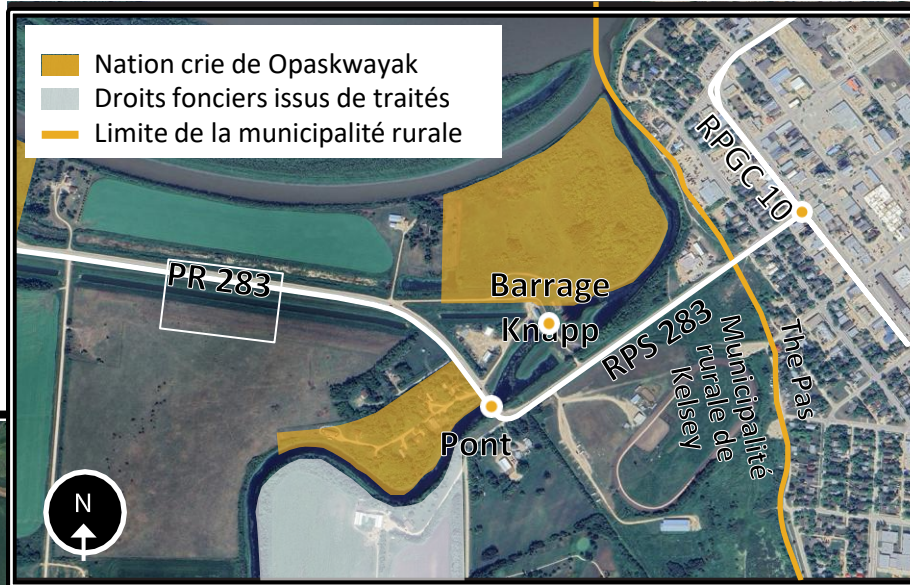 Nation crie de Opaskwayak
Droits fonciers issus de traités
Limite de la municipalité rurale
RPGC 10
PR 283
Barrage
Knapp
RPS 283
Municipalité
rurale de
Kelsey
The Pas
Pont
N